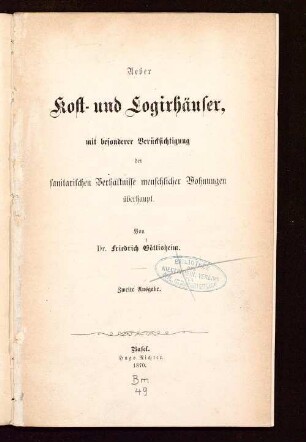 Ueber
Kost- und Logirhäuser,
mit besonderer Berücksichtigung
der
sanitarischen Verhältnisse menschlicher Wohnungen
überhaupt.
Von
Dr. Friedrich Göttisheim.
Zweite Ausgabe.
Basel.
Hugo Richter.
1870.
Bm
49